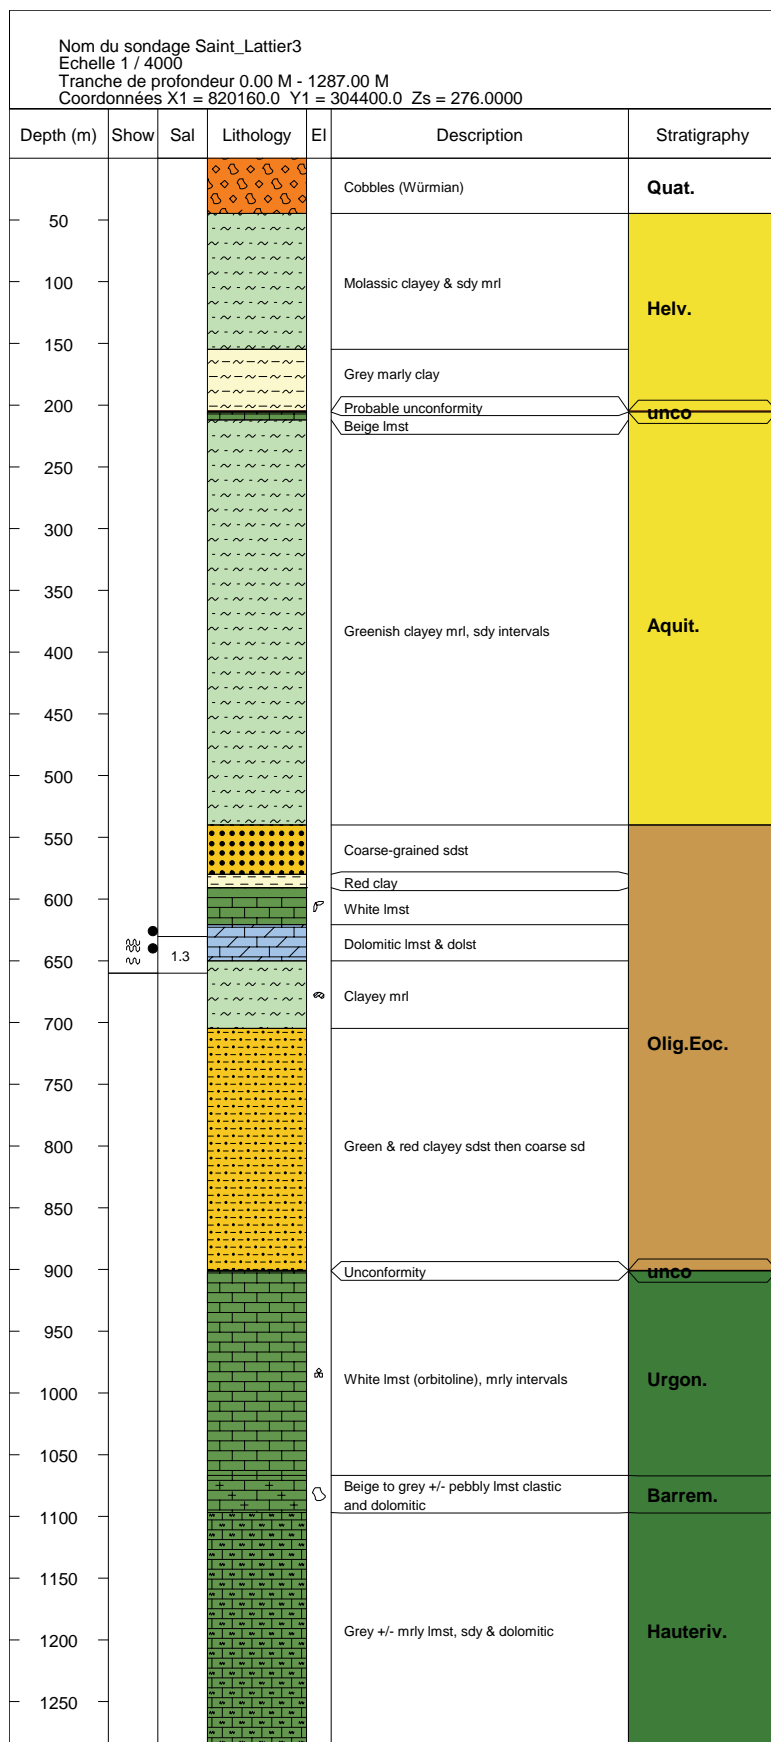 Nom du sondage Saint_Lattier3
Echelle 1 / 4000
Tranche de profondeur 0.00 M - 1287.00 M
Coordonnées X1 = 820160.0 Y1 = 304400.0 Zs = 276.0000
Depth (m) Show Sal Lithology El Description Stratigraphy
Cobbles (Würmian) Quat.
50
100 Molassic clayey & sdy mrl
Helv.
150
Grey marly clay
200 Probable unconformity unco
Beige lmst
250
300
350
Greenish clayey mrl, sdy intervals Aquit.
400
450
500
550 Coarse-grained sdst
Red clay
600 White lmst
Dolomitic lmst & dolst
650 1.3
Clayey mrl
700
Olig.Eoc.
750
800 Green & red clayey sdst then coarse sd
850
900 Unconformity unco
950
1000 White lmst (orbitoline), mrly intervals Urgon.
1050
Beige to grey +/- pebbly lmst clastic
and dolomitic Barrem.
1100
1150
1200 Grey +/- mrly lmst, sdy & dolomitic Hauteriv.
1250